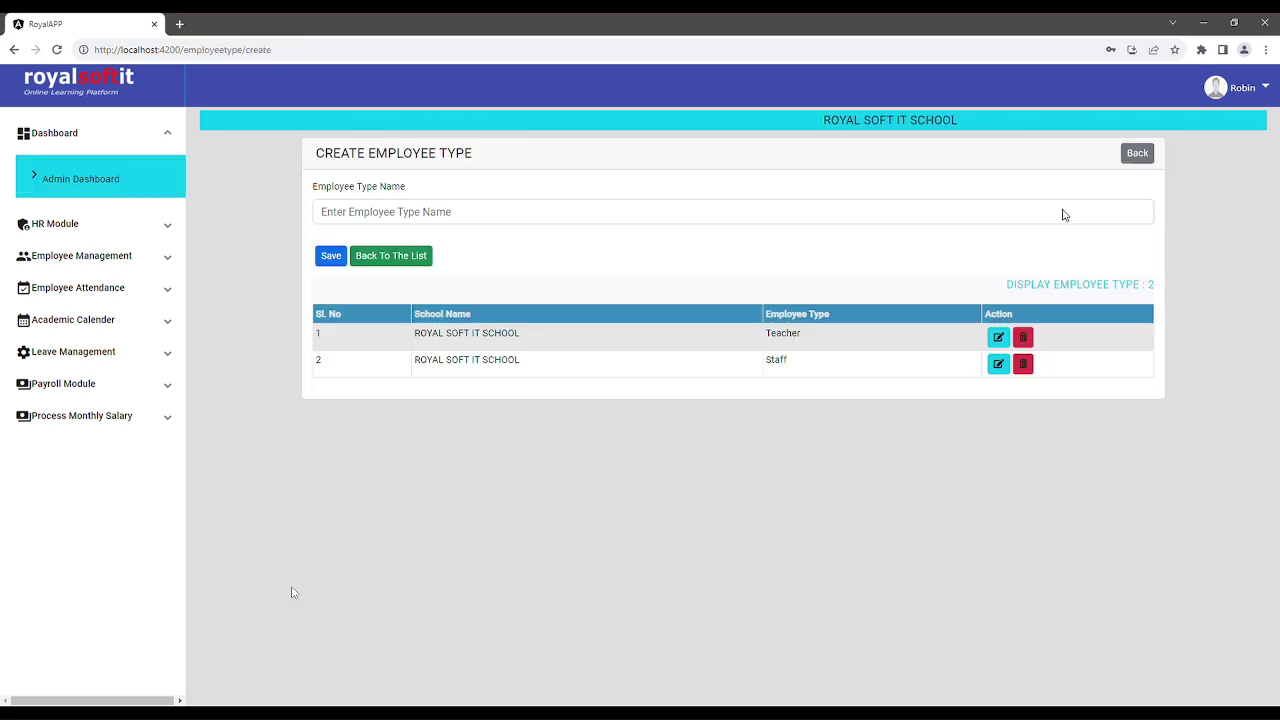 RoyalAPP
http://localhost:4200/employeetype/create
royalsoftit
Online Learning Platform
Robin
ROYAL SOFT IT SCHOOL
Dashboard
Admin Dashboard
HR Module
Employee Management
Employee Attendance
Academic Calender
Leave Management
Payroll Module
Process Monthly Salary
CREATE EMPLOYEE TYPE
Back
Employee Type Name
Enter Employee Type Name
Save
Back To The List
DISPLAY EMPLOYEE TYPE : 2
Sl. No School Name Employee Type Action
1 ROYAL SOFT IT SCHOOL Teacher
2 ROYAL SOFT IT SCHOOL Staff